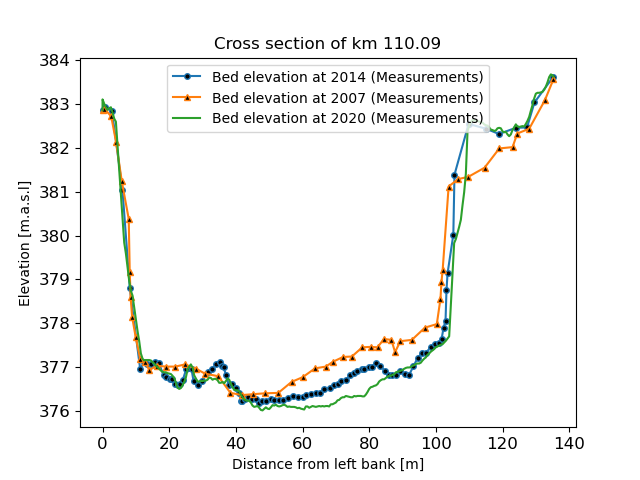 Cross section of km 110.09
Bed elevation at 2014 (Measurements)
Bed elevation at 2007 (Measurements)
Bed elevation at 2020 (Measurements)
384
383
382
381
380
379
378
377
376
Elevation [m.a.s.l]
0 20 40 60 80 100 120 140
Distance from left bank [m]